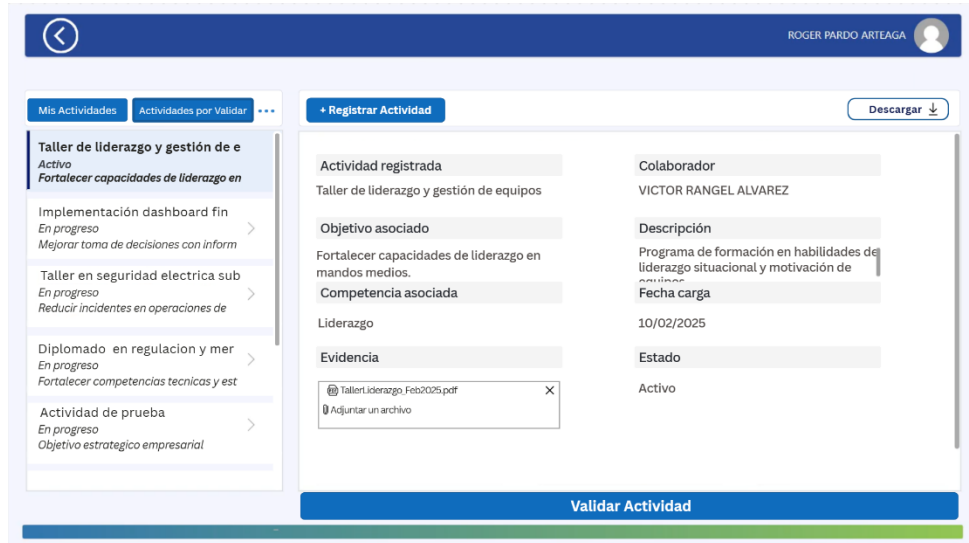 ROGER PARDO ARTEAGA
Mis Actividades
Actividades por Validar
+ Registrar Actividad
Descargar
Taller de liderazgo y gestión de e
Activo
Fortalecer capacidades de liderazgo en
Implementación dashboard fin
En progreso
Mejorar toma de decisiones con inform
Taller en seguridad electrica sub
En progreso
Reducir incidentes en operaciones de
Diplomado en regulacion y mer
En progreso
Fortalecer competencias tecnicas y est
Actividad de prueba
En progreso
Objetivo estrategico empresarial
Actividad registrada
Taller de liderazgo y gestión de equipos
Colaborador
VICTOR RANGEL ALVAREZ
Objetivo asociado
Fortalecer capacidades de liderazgo en
mandos medios.
Descripción
Programa de formación en habilidades de
liderazgo situacional y motivación de
equipos
Competencia asociada
Liderazgo
Fecha carga
10/02/2025
Evidencia
TallerLiderazgo_Feb2025.pdf
Adjuntar un archivo
Estado
Activo
Validar Actividad